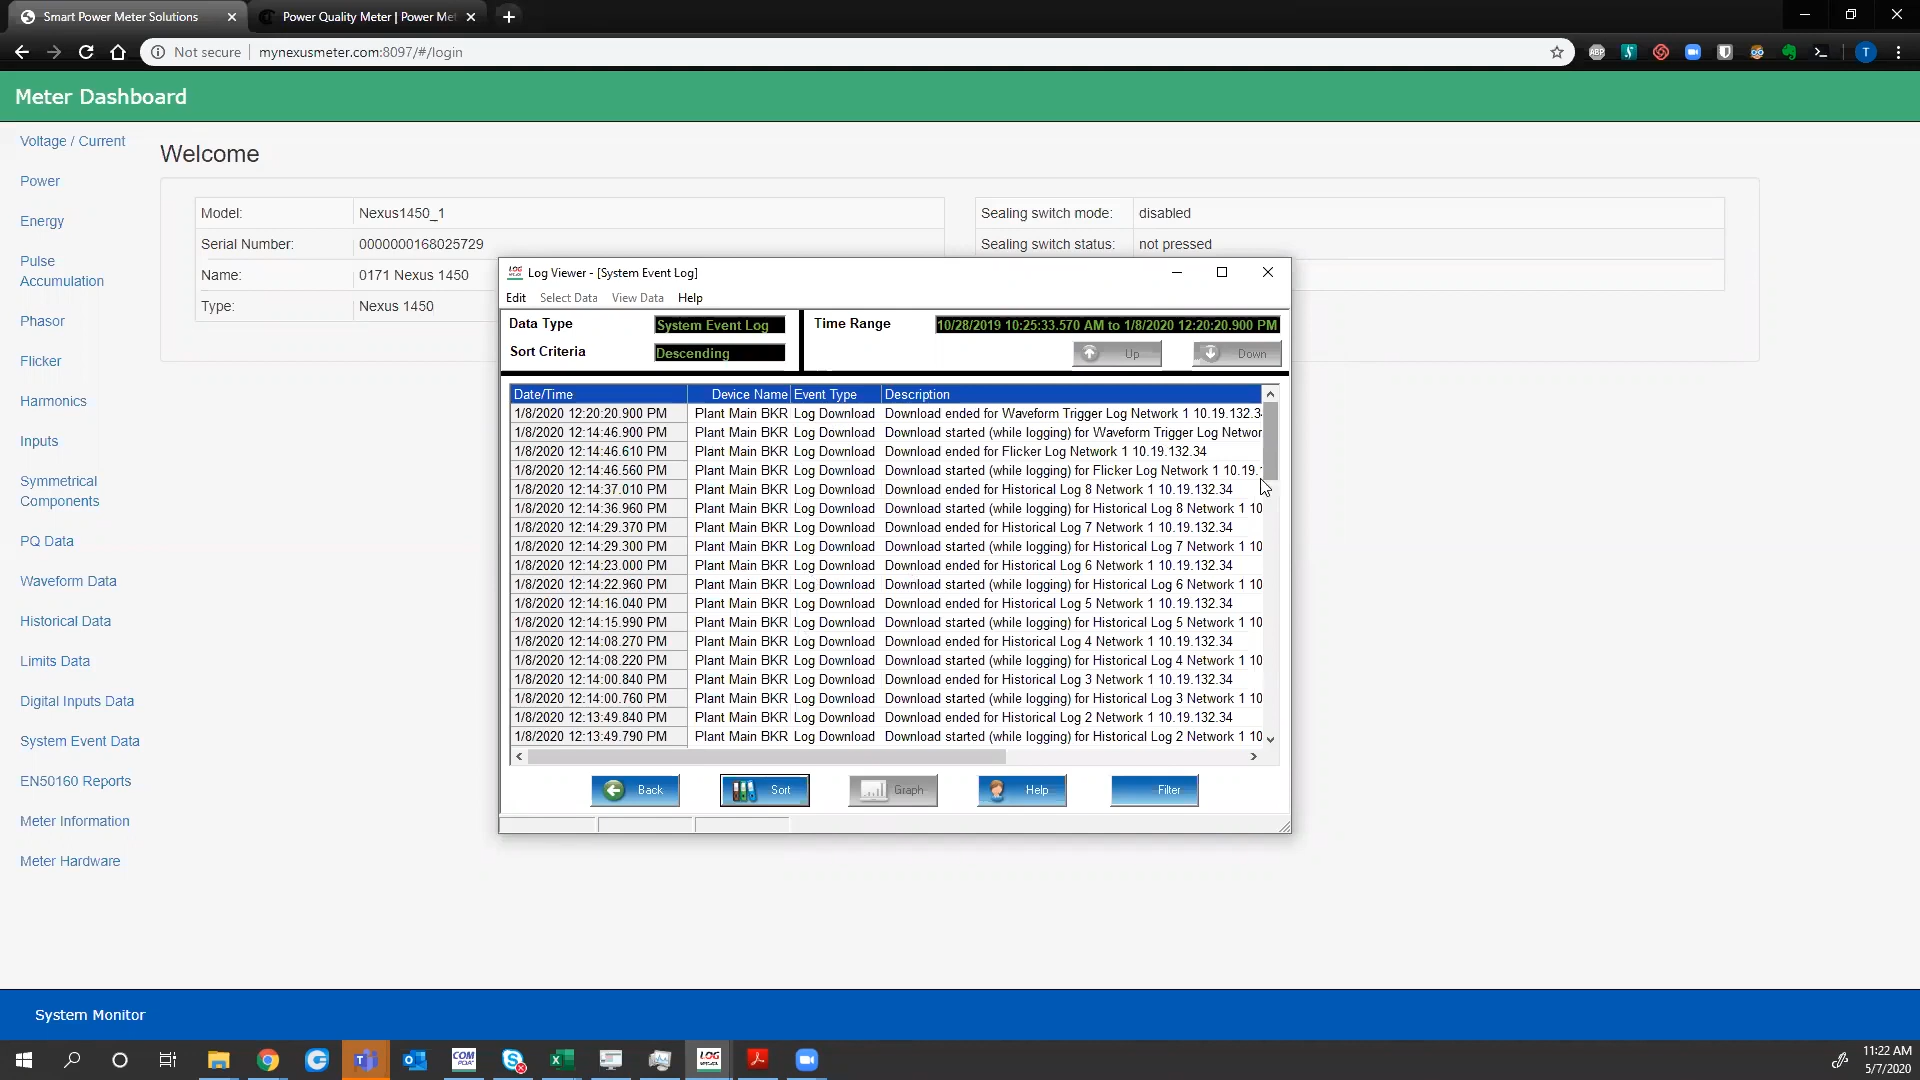 Smart Power Meter Solutions
Power Quality Meter | Power Met
Not secure | mynexusmeter.com:8097/#/login
ABP
T
Meter Dashboard
Voltage / Current
Power
Energy
Pulse
Accumulation
Phasor
Flicker
Harmonics
Inputs
Symmetrical
Components
PQ Data
Waveform Data
Historical Data
Limits Data
Digital Inputs Data
System Event Data
EN50160 Reports
Meter Information
Meter Hardware
Welcome
Model: Nexus1450_1
Serial Number: 0000000168025729
Name: 0171 Nexus 1450
Type: Nexus 1450
Sealing switch mode: disabled
Sealing switch status: not pressed
Log Viewer - [System Event Log]
Edit Select Data View Data Help
Data Type System Event Log
Sort Criteria Descending
Time Range 10/28/2019 10:25:33.570 AM to 1/8/2020 12:20:20.900 PM
Up Down
Date/Time Device Name Event Type Description
1/8/2020 12:20:20.900 PM Plant Main BKR Log Download Download ended for Waveform Trigger Log Network 1 10.19.132.3
1/8/2020 12:14:46.900 PM Plant Main BKR Log Download Download started (while logging) for Waveform Trigger Log Networ
1/8/2020 12:14:46.610 PM Plant Main BKR Log Download Download ended for Flicker Log Network 1 10.19.132.34
1/8/2020 12:14:46.560 PM Plant Main BKR Log Download Download started (while logging) for Flicker Log Network 1 10.19.
1/8/2020 12:14:37.010 PM Plant Main BKR Log Download Download ended for Historical Log 8 Network 1 10.19.132.34
1/8/2020 12:14:36.960 PM Plant Main BKR Log Download Download started (while logging) for Historical Log 8 Network 1 10
1/8/2020 12:14:29.370 PM Plant Main BKR Log Download Download ended for Historical Log 7 Network 1 10.19.132.34
1/8/2020 12:14:29.300 PM Plant Main BKR Log Download Download started (while logging) for Historical Log 7 Network 1 10
1/8/2020 12:14:23.000 PM Plant Main BKR Log Download Download ended for Historical Log 6 Network 1 10.19.132.34
1/8/2020 12:14:22.960 PM Plant Main BKR Log Download Download started (while logging) for Historical Log 6 Network 1 10
1/8/2020 12:14:16.040 PM Plant Main BKR Log Download Download ended for Historical Log 5 Network 1 10.19.132.34
1/8/2020 12:14:15.990 PM Plant Main BKR Log Download Download started (while logging) for Historical Log 5 Network 1 10
1/8/2020 12:14:08.270 PM Plant Main BKR Log Download Download ended for Historical Log 4 Network 1 10.19.132.34
1/8/2020 12:14:08.220 PM Plant Main BKR Log Download Download started (while logging) for Historical Log 4 Network 1 10
1/8/2020 12:14:00.840 PM Plant Main BKR Log Download Download ended for Historical Log 3 Network 1 10.19.132.34
1/8/2020 12:14:00.760 PM Plant Main BKR Log Download Download started (while logging) for Historical Log 3 Network 1 10
1/8/2020 12:13:49.840 PM Plant Main BKR Log Download Download ended for Historical Log 2 Network 1 10.19.132.34
1/8/2020 12:13:49.790 PM Plant Main BKR Log Download Download started (while logging) for Historical Log 2 Network 1 10
Back Sort Graph Help Filter
System Monitor
COM
LOG
11:22 AM
5/7/2020